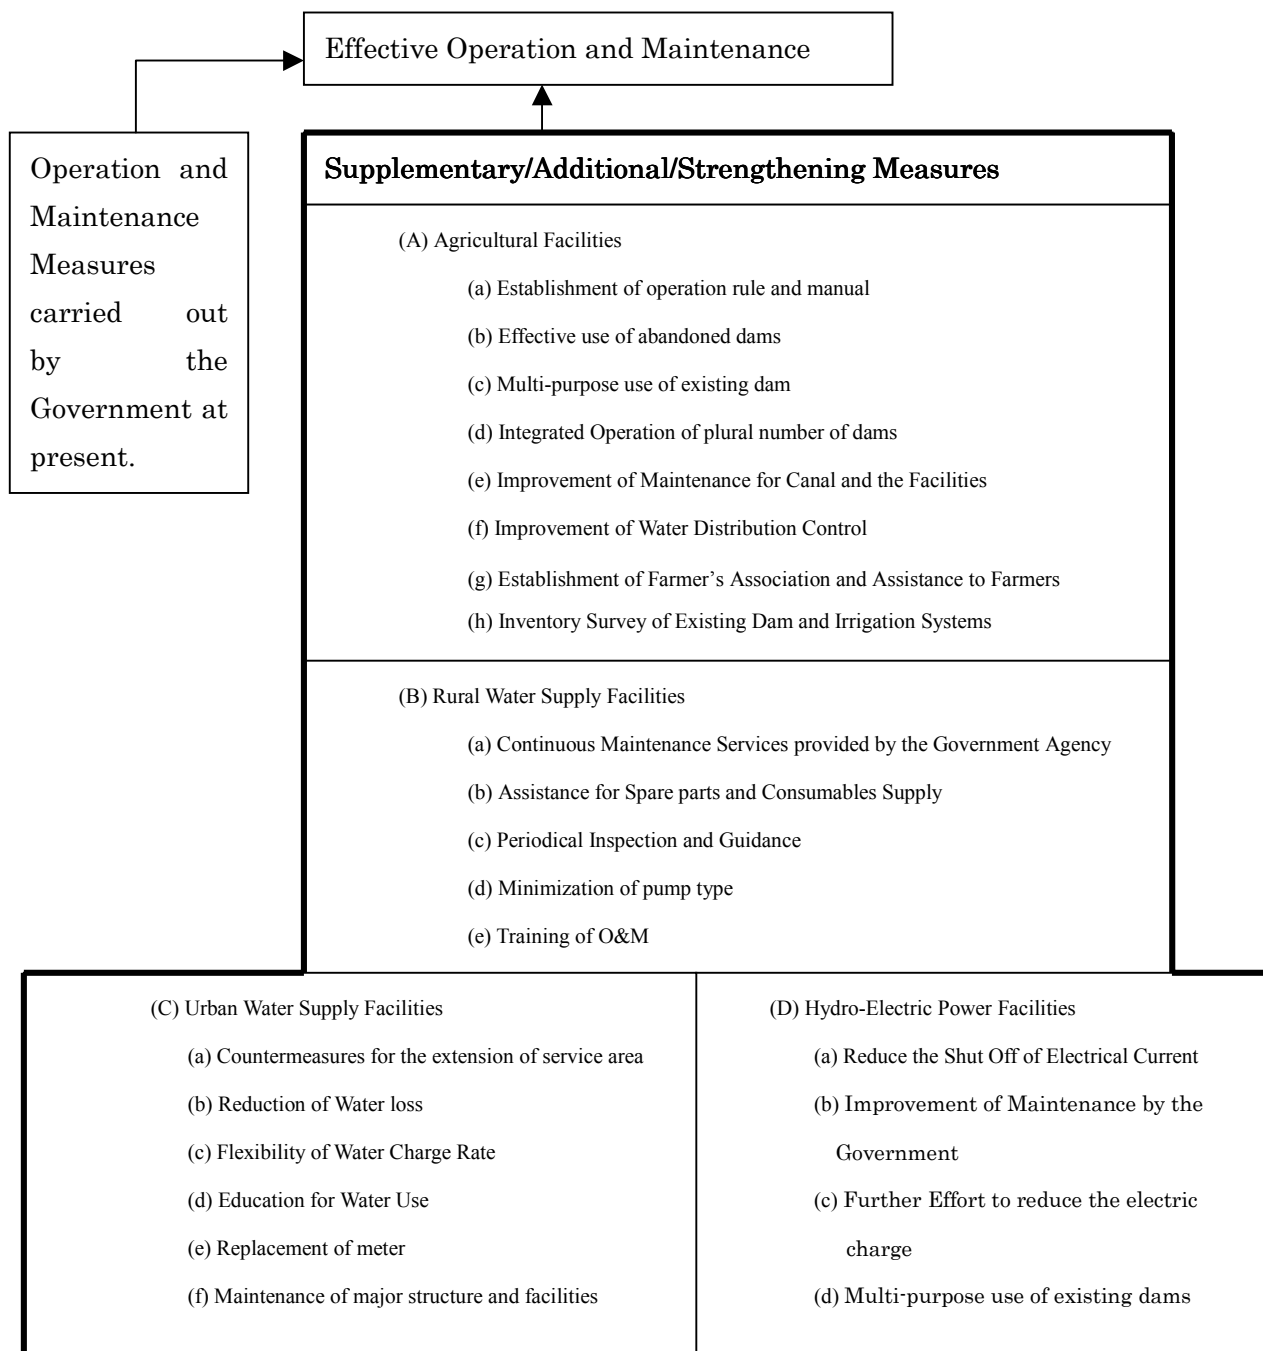 Effective Operation and Maintenance
Operation and
Maintenance
Measures
carried out
by the
Government at
present.
Supplementary/Additional/Strengthening Measures
(A) Agricultural Facilities
(a) Establishment of operation rule and manual
(b) Effective use of abandoned dams
(c) Multi-purpose use of existing dam
(d) Integrated Operation of plural number of dams
(e) Improvement of Maintenance for Canal and the Facilities
(f) Improvement of Water Distribution Control
(g) Establishment of Farmer’s Association and Assistance to Farmers
(h) Inventory Survey of Existing Dam and Irrigation Systems
(B) Rural Water Supply Facilities
(a) Continuous Maintenance Services provided by the Government Agency
(b) Assistance for Spare parts and Consumables Supply
(c) Periodical Inspection and Guidance
(d) Minimization of pump type
(e) Training of O&M
(C) Urban Water Supply Facilities
(a) Countermeasures for the extension of service area
(b) Reduction of Water loss
(c) Flexibility of Water Charge Rate
(d) Education for Water Use
(e) Replacement of meter
(f) Maintenance of major structure and facilities
(D) Hydro-Electric Power Facilities
(a) Reduce the Shut Off of Electrical Current
(b) Improvement of Maintenance by the
Government
(c) Further Effort to reduce the electric
charge
(d) Multi-purpose use of existing dams